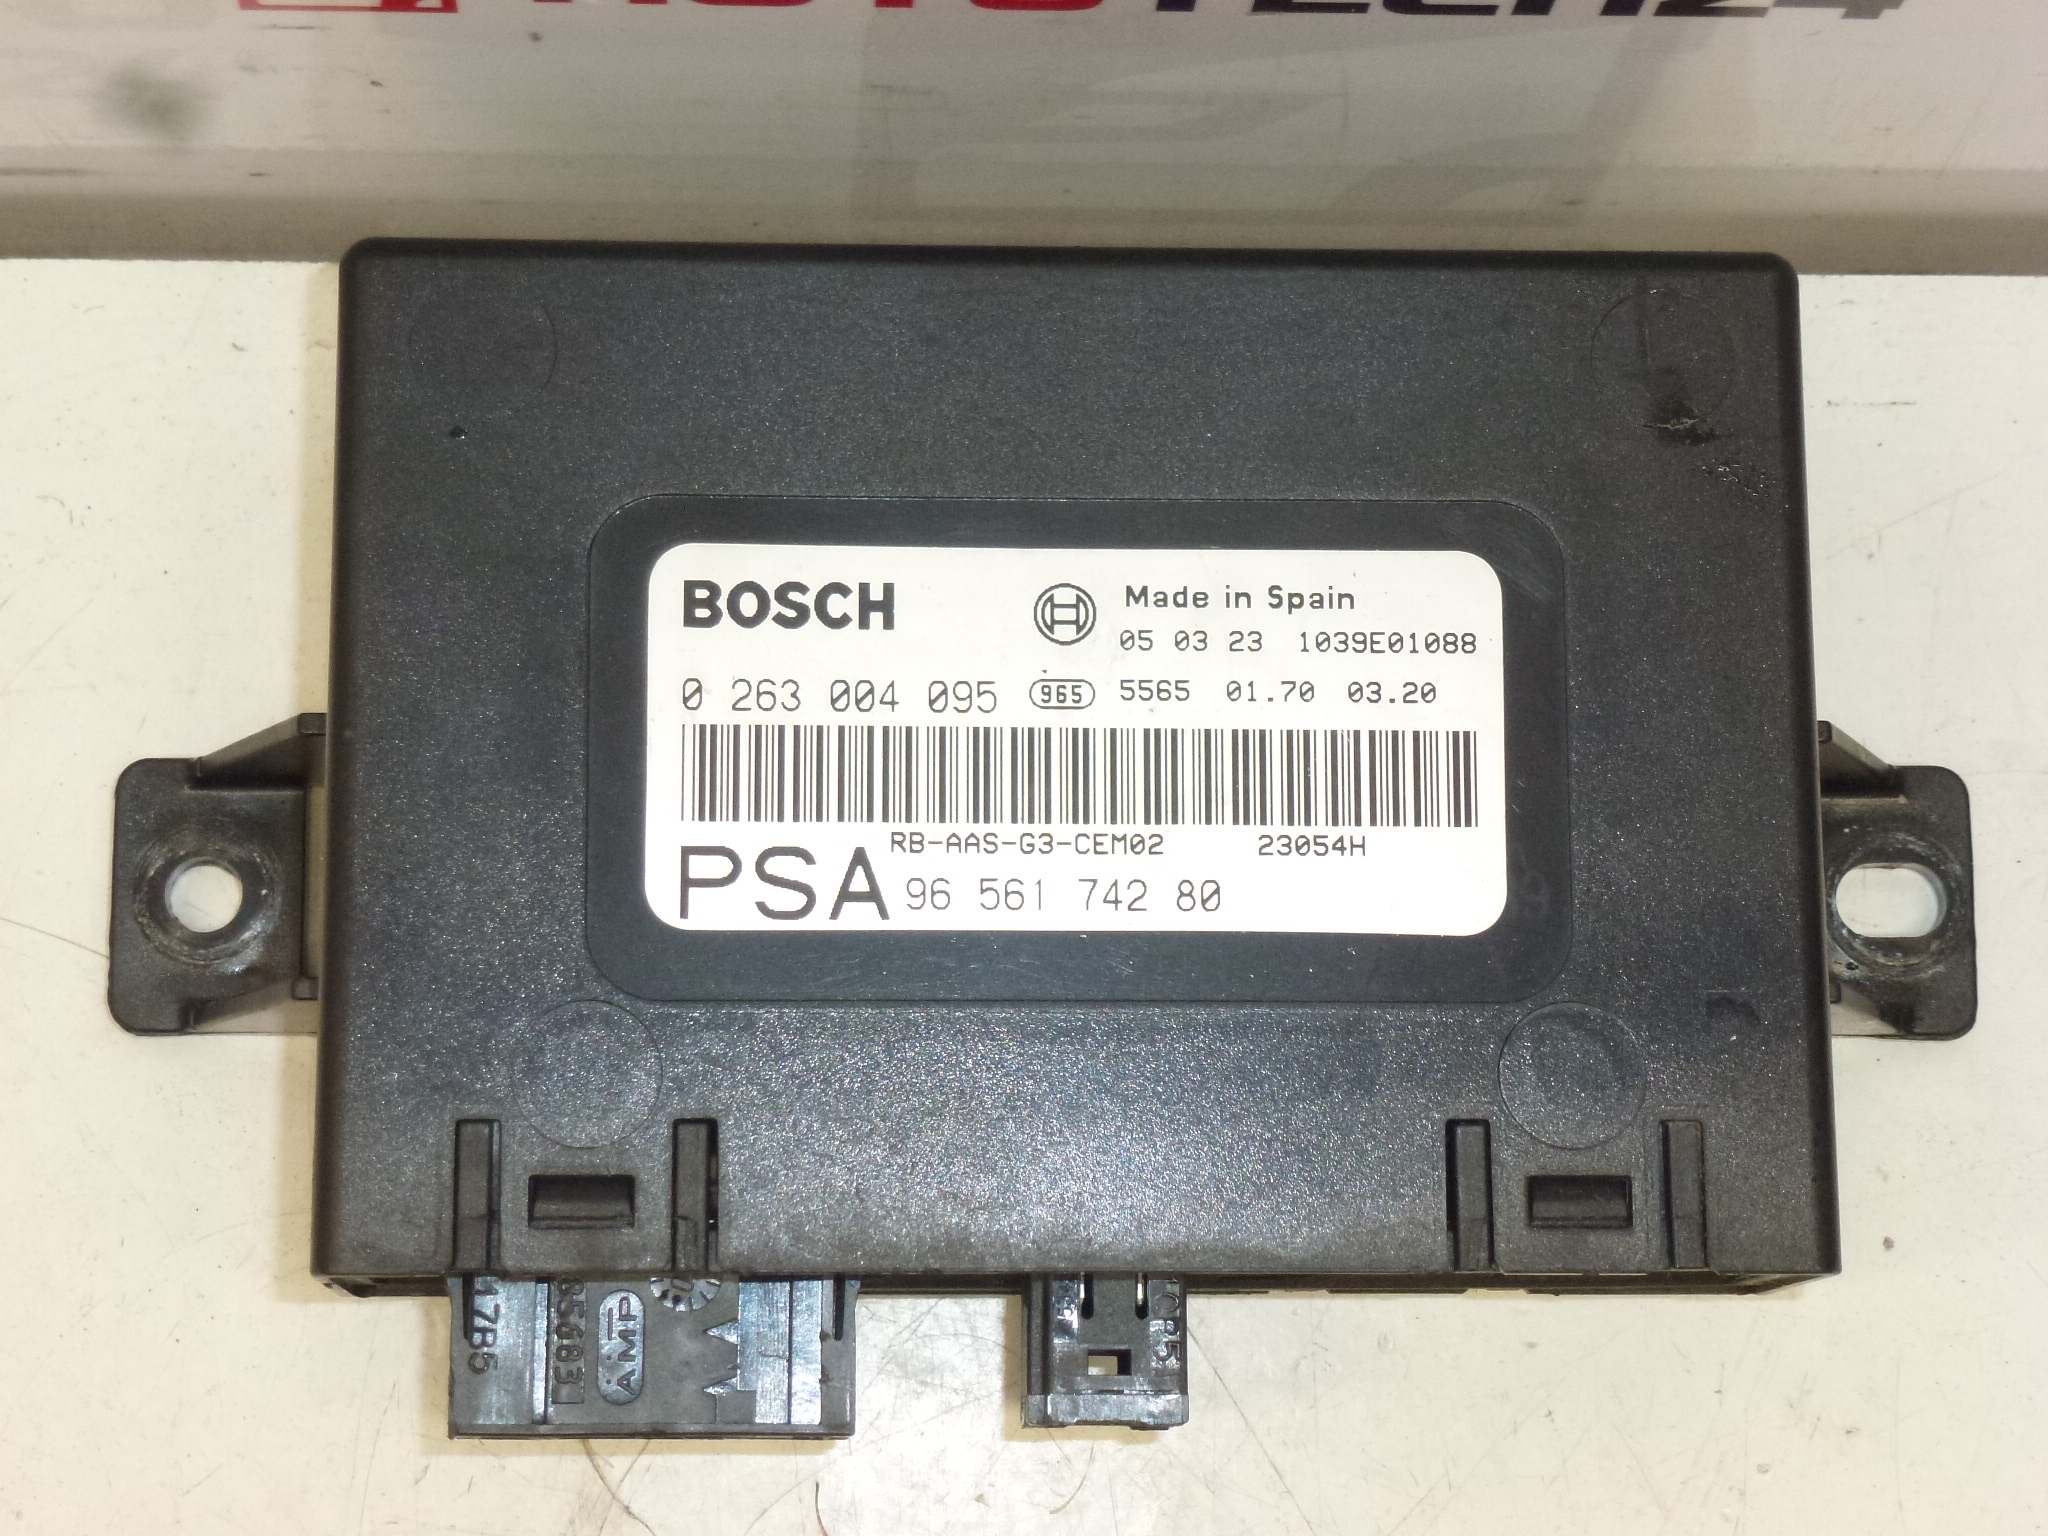 BOSCH
Made in Spain
05 03 23 1039E01088
0 263 004 095 965 5565 01.70 03.20
RB-AAS-G3-CEM02 23054H
PSA 96 561 742 80
AMP